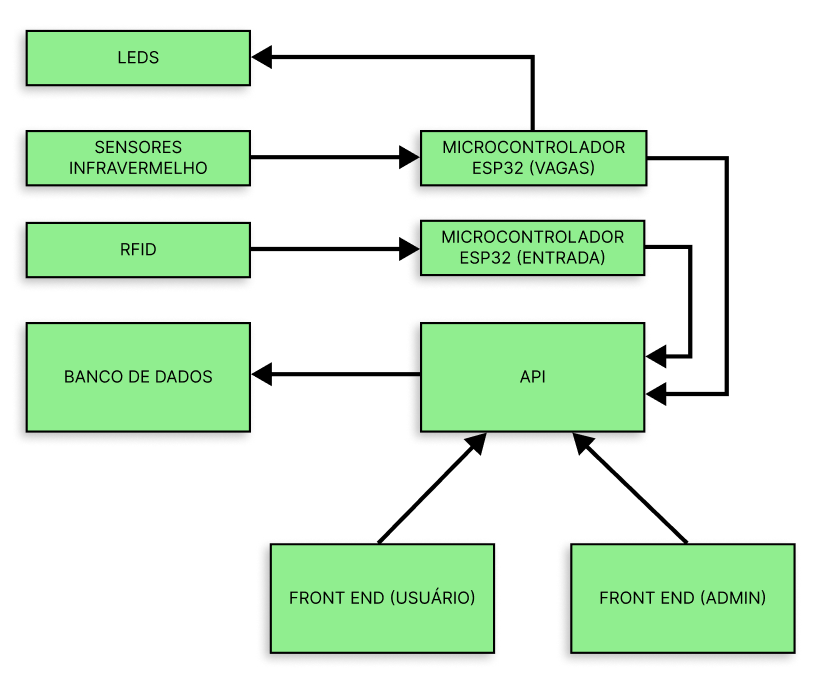 LEDS
SENSORES
INFRAVERMELHO
MICROCONTROLADOR
ESP32 (VAGAS)
RFID
MICROCONTROLADOR
ESP32 (ENTRADA)
BANCO DE DADOS
API
FRONT END (USUÁRIO)
FRONT END (ADMIN)